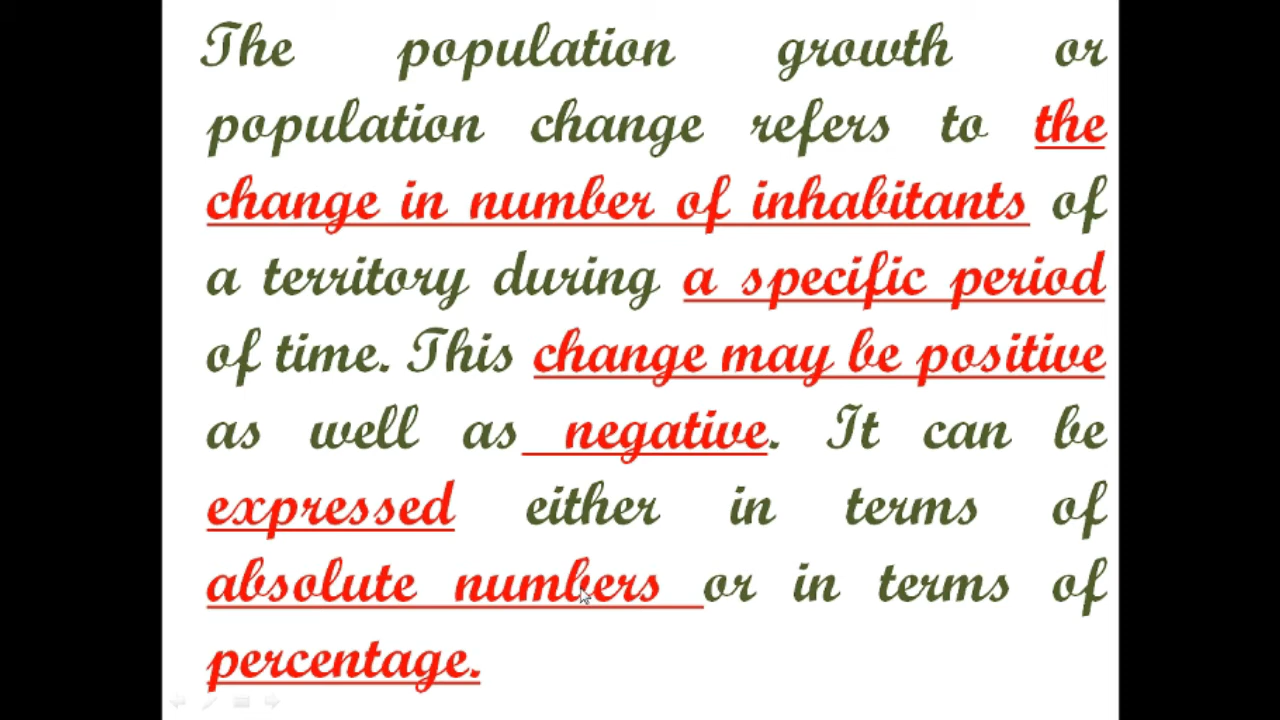 The population growth or
population change refers to the
change in number of inhabitants of
a territory during a specific period
of time. This change may be positive
as well as negative. It can be
expressed either in terms of
absolute numbers or in terms of
percentage.